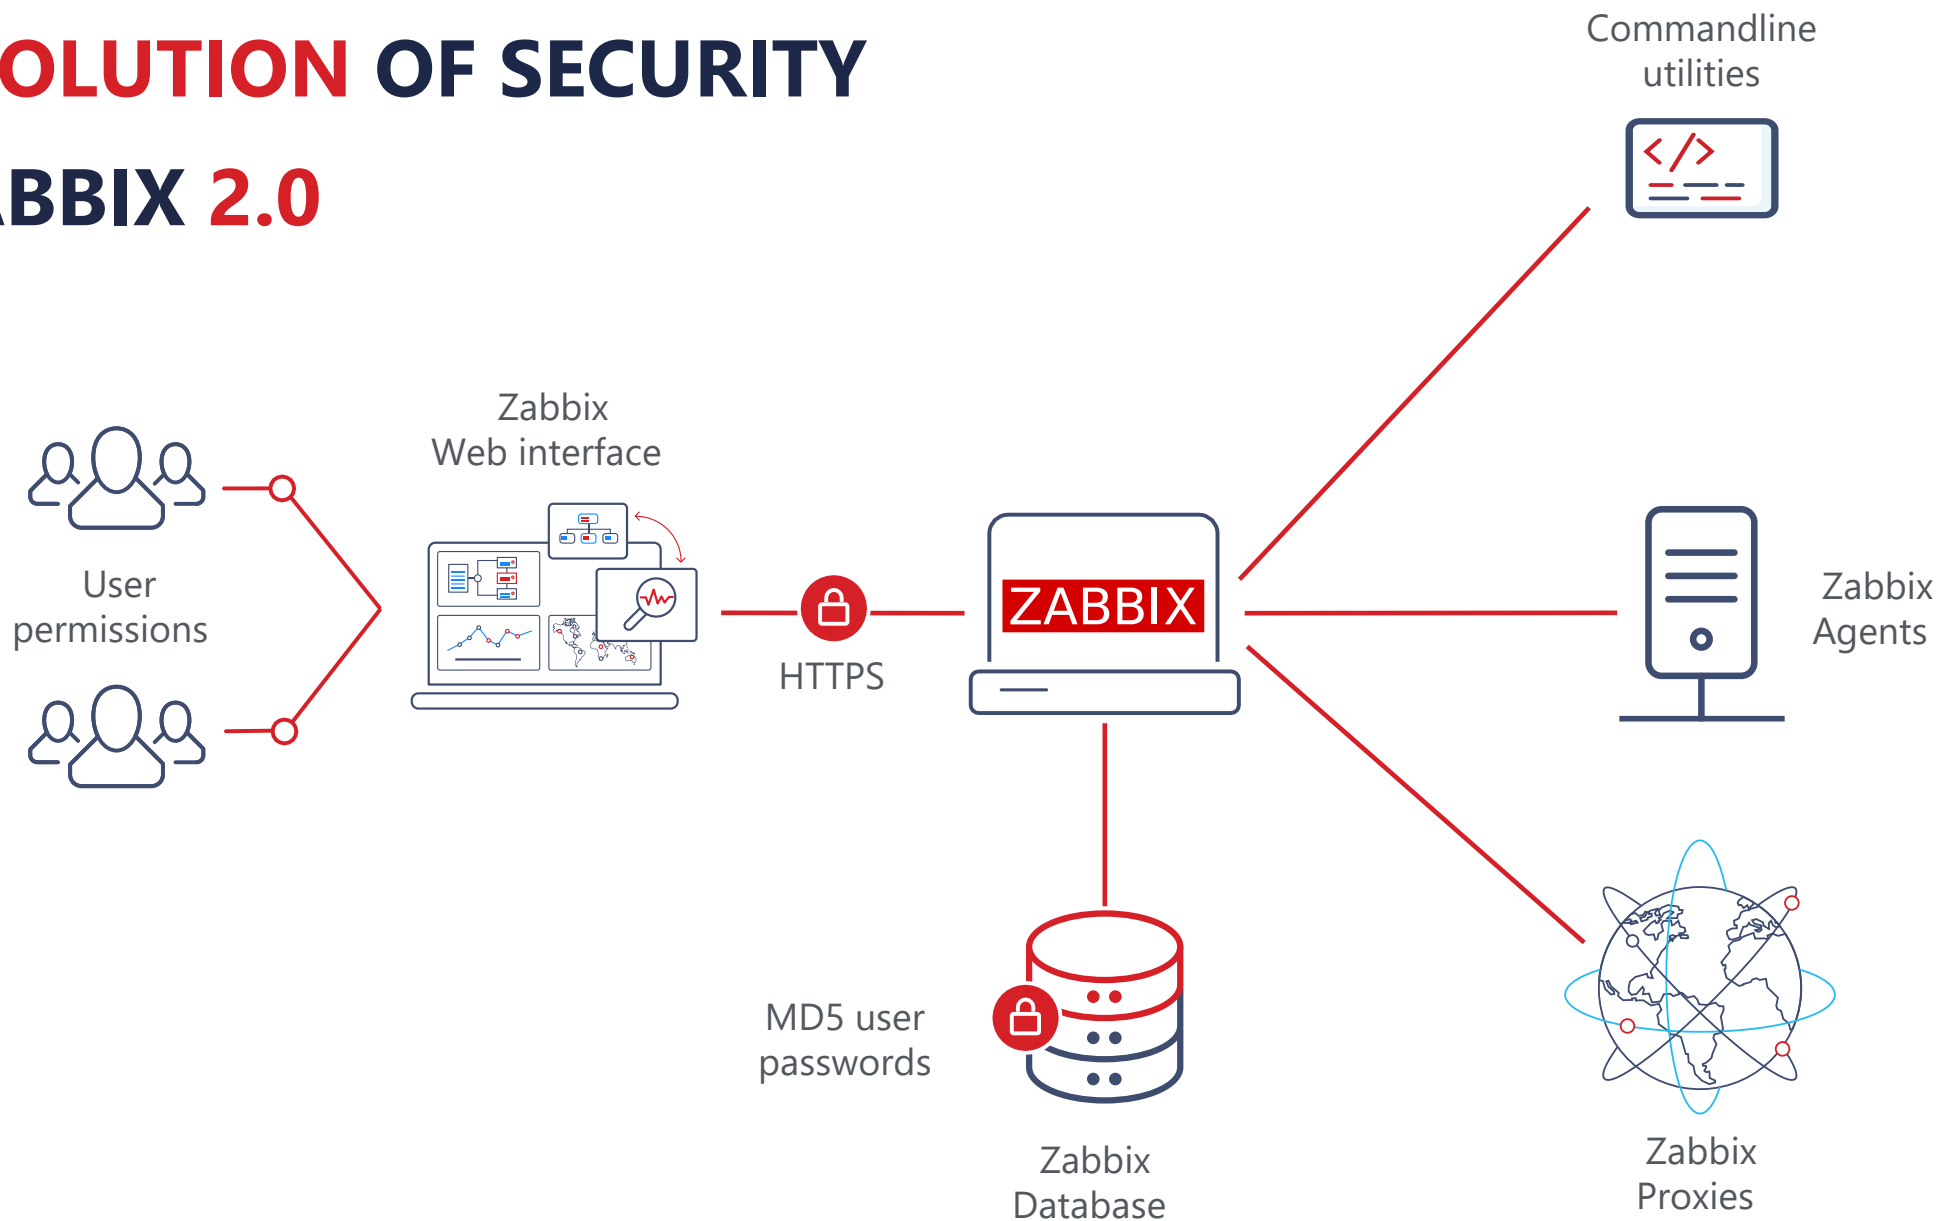 OLUTION OF SECURITY
ABBIX 2.0
Commandline
utilities
Zabbix
Web interface
User
permissions
HTTPS
ZABBIX
Zabbix
Agents
MD5 user
passwords
Zabbix
Database
Zabbix
Proxies